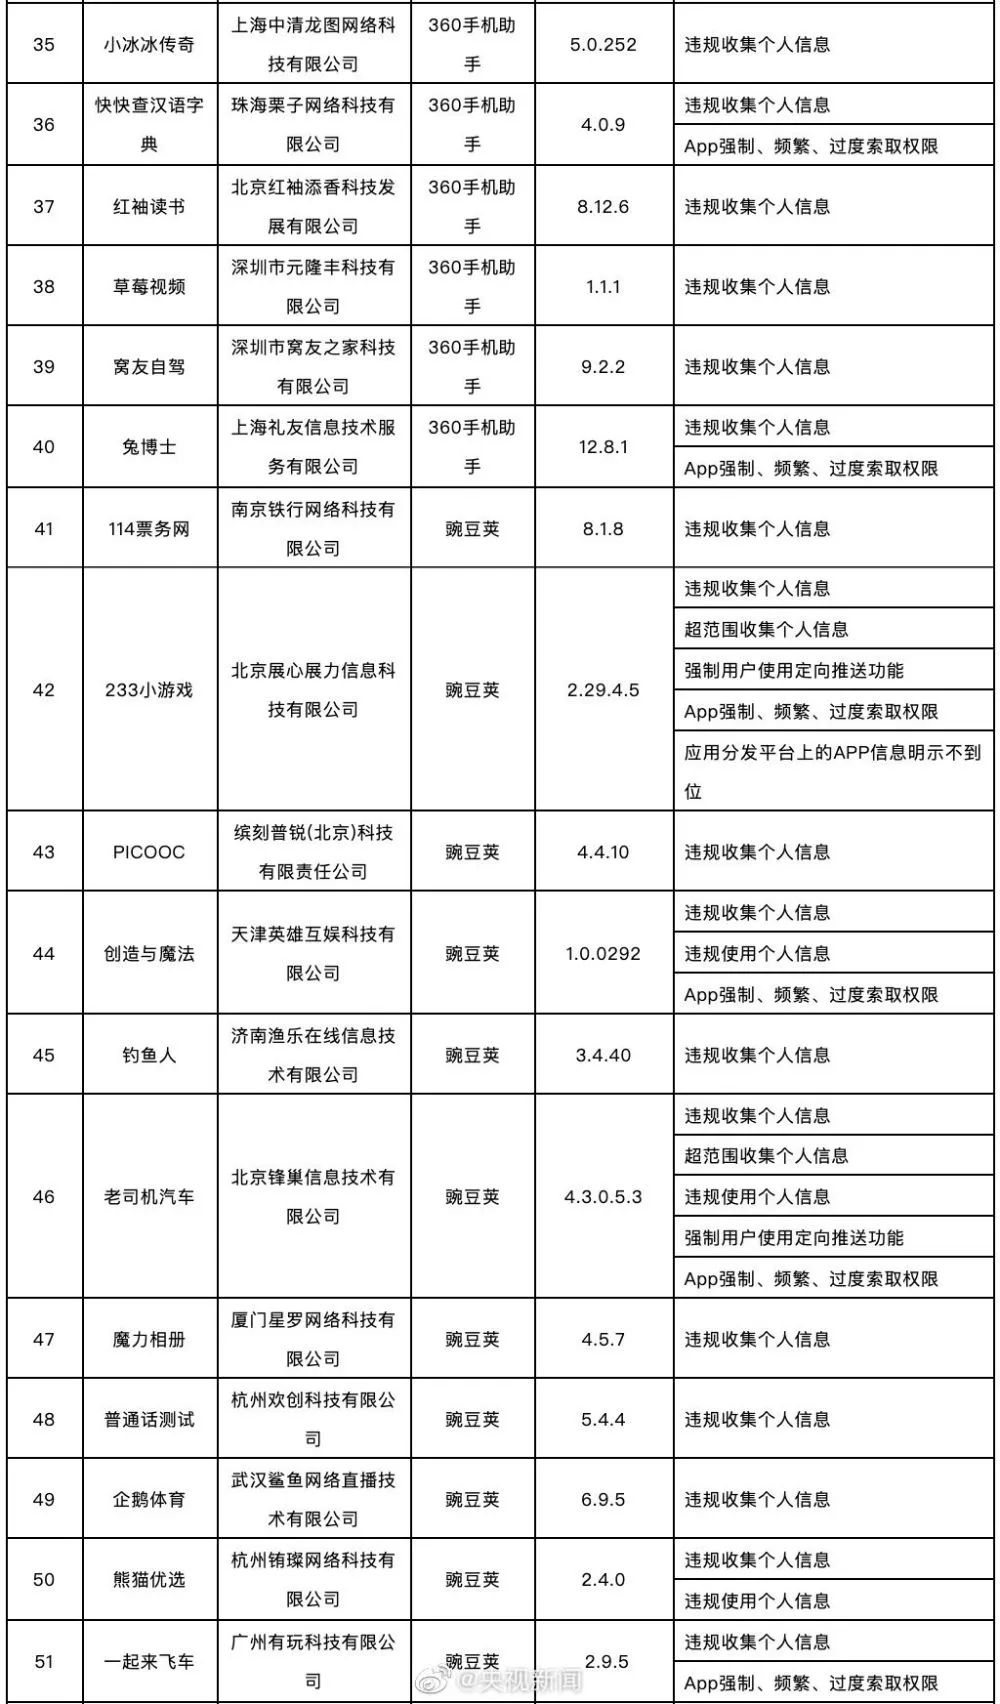 35
小冰冰传奇
上海中清龙图网络科
技有限公司
360手机助
手
5.0.252
违规收集个人信息
36
快快查汉语字
典
珠海栗子网络科技有
限公司
360手机助
手
4.0.9
违规收集个人信息
App强制、频繁、过度索取权限
37
红袖读书
北京红袖添香科技发
展有限公司
360手机助
手
8.12.6
违规收集个人信息
38
草莓视频
深圳市元隆丰科技有
限公司
360手机助
手
1.1.1
违规收集个人信息
39
窝友自驾
深圳市窝友之家科技
有限公司
360手机助
手
9.2.2
违规收集个人信息
40
兔博士
上海礼友信息技术服
务有限公司
360手机助
手
12.8.1
违规收集个人信息
App强制、频繁、过度索取权限
41
114票务网
南京铁行网络科技有
限公司
豌豆荚
8.1.8
违规收集个人信息
42
233小游戏
北京展心展力信息科
技有限公司
豌豆荚
2.29.4.5
违规收集个人信息
超范围收集个人信息
强制用户使用定向推送功能
App强制、频繁、过度索取权限
应用分发平台上的APP信息明示不到
位
43
PICOOC
缤刻普锐(北京)科技
有限责任公司
豌豆荚
4.4.10
违规收集个人信息
44
创造与魔法
天津英雄互娱科技有
限公司
豌豆荚
1.0.0292
违规收集个人信息
违规使用个人信息
App强制、频繁、过度索取权限
45
钓鱼人
济南渔乐在线信息技
术有限公司
豌豆荚
3.4.40
违规收集个人信息
46
老司机汽车
北京锋巢信息技术有
限公司
豌豆荚
4.3.0.5.3
违规收集个人信息
超范围收集个人信息
违规使用个人信息
强制用户使用定向推送功能
App强制、频繁、过度索取权限
47
魔力相册
厦门星罗网络科技有
限公司
豌豆荚
4.5.7
违规收集个人信息
48
普通话测试
杭州欢创科技有限公
司
豌豆荚
5.4.4
违规收集个人信息
49
企鹅体育
武汉鲨鱼网络直播技
术有限公司
豌豆荚
6.9.5
违规收集个人信息
50
熊猫优选
杭州铕璨网络科技有
限公司
豌豆荚
2.4.0
违规收集个人信息
违规使用个人信息
51
一起来飞车
广州有玩科技有限公
司
豌豆荚
2.9.5
违规收集个人信息
App强制、频繁、过度索取权限
@央视新闻